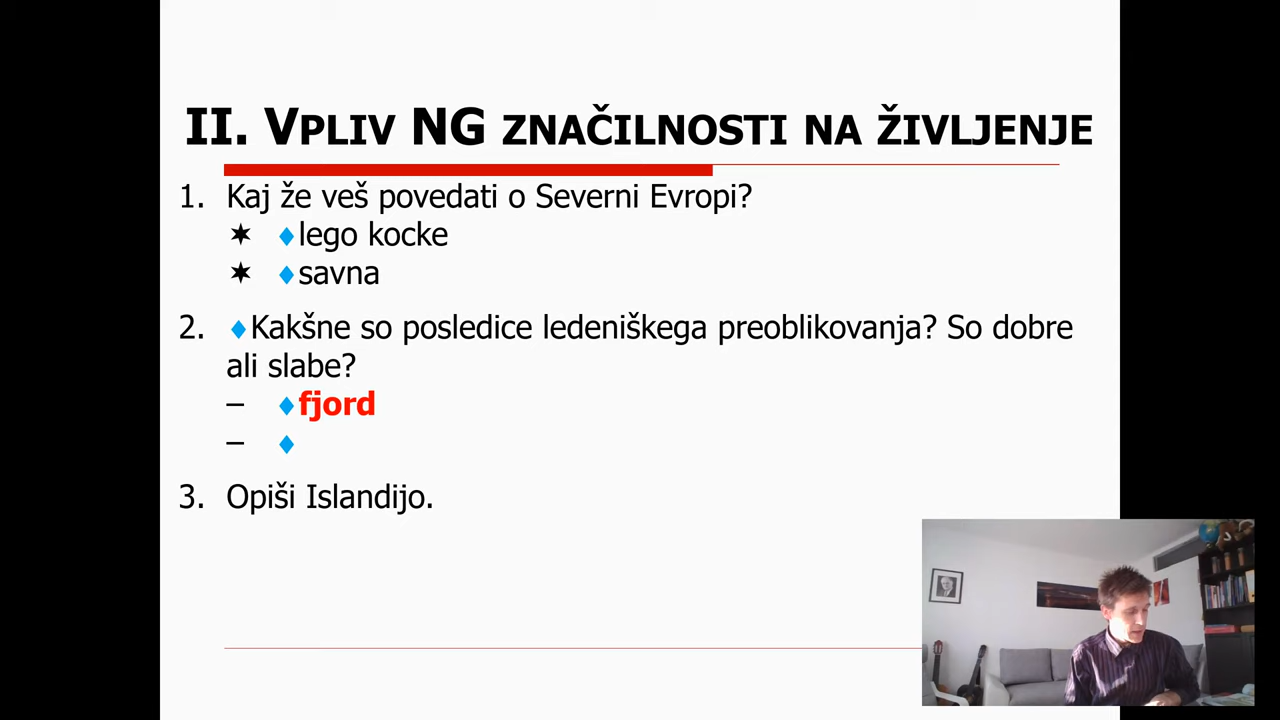 II. VPLIV NG ZNAČILNOSTI NA ŽIVLJENJE
1. Kaj že veš povedati o Severni Evropi?
✶ ♦lego kocke
✶ ♦savna
2. ♦Kakšne so posledice ledeniškega preoblikovanja? So dobre
ali slabe?
– ♦fjord
– ♦
3. Opiši Islandijo.